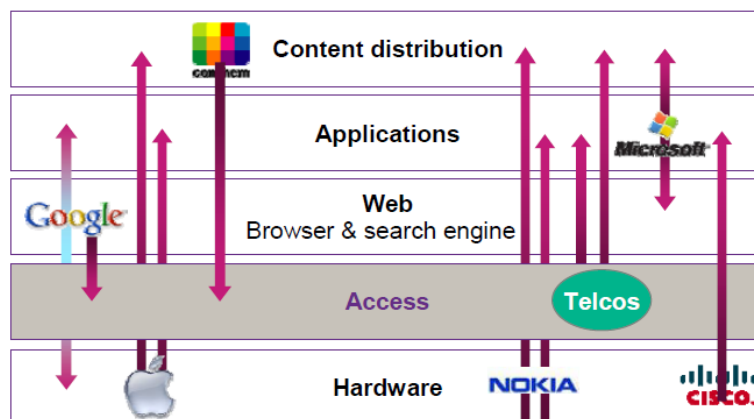 Content distribution
Applications
Microsoft
Google
Web
Browser & search engine
Access
Telcos
Hardware
NOKIA
CISCO